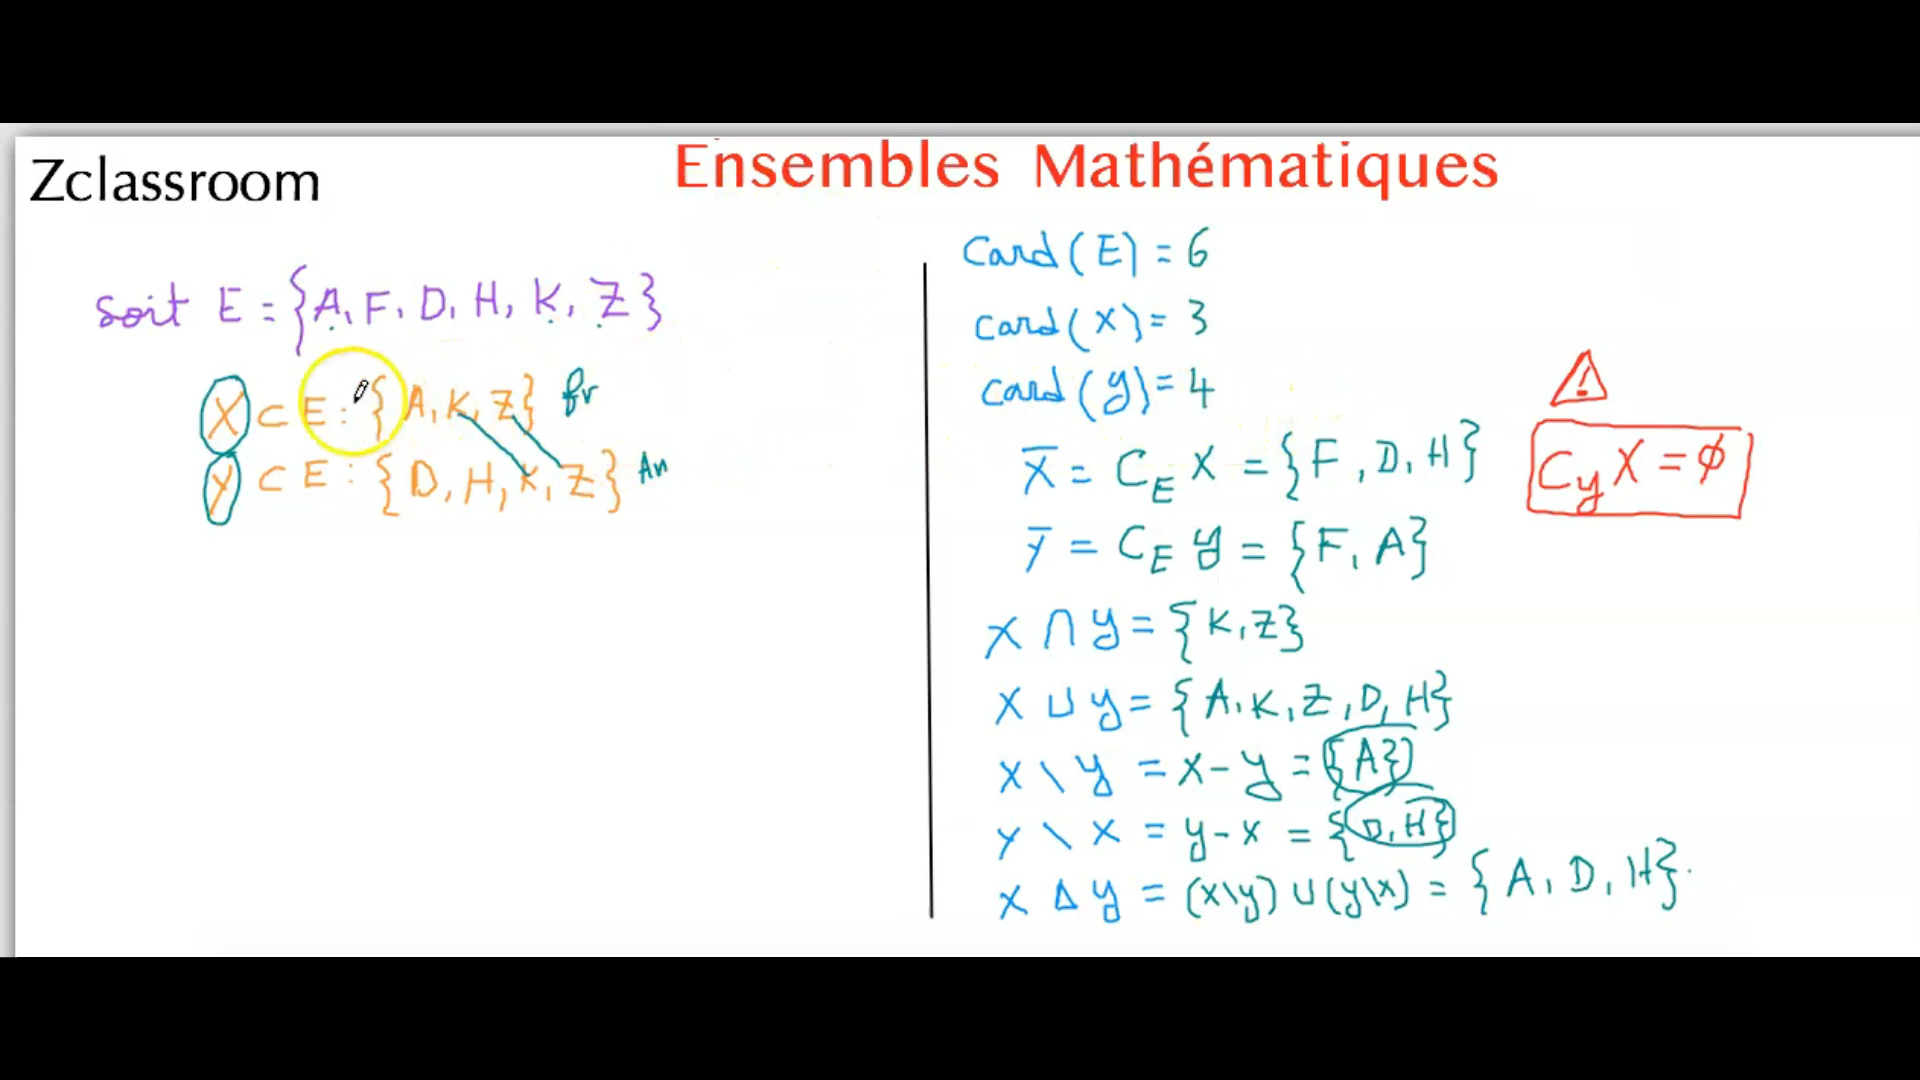 Zclassroom
Ensembles Mathématiques
soit E = {A, F, D, H, K, Z}
X ⊂ E : {A, K, Z} fr
Y ⊂ E : {D, H, K, Z} An
Card(E) = 6
card(X) = 3
card(y) = 4
X̅ = C_E X = {F, D, H}
Y̅ = C_E y = {F, A}
X ∩ y = {K, Z}
X ∪ y = {A, K, Z, D, H}
X \ y = X - y = {A}
y \ X = y - x = {D, H}
X Δ y = (x\y) ∪ (y\x) = {A, D, H}.
!
C_y X = ∅